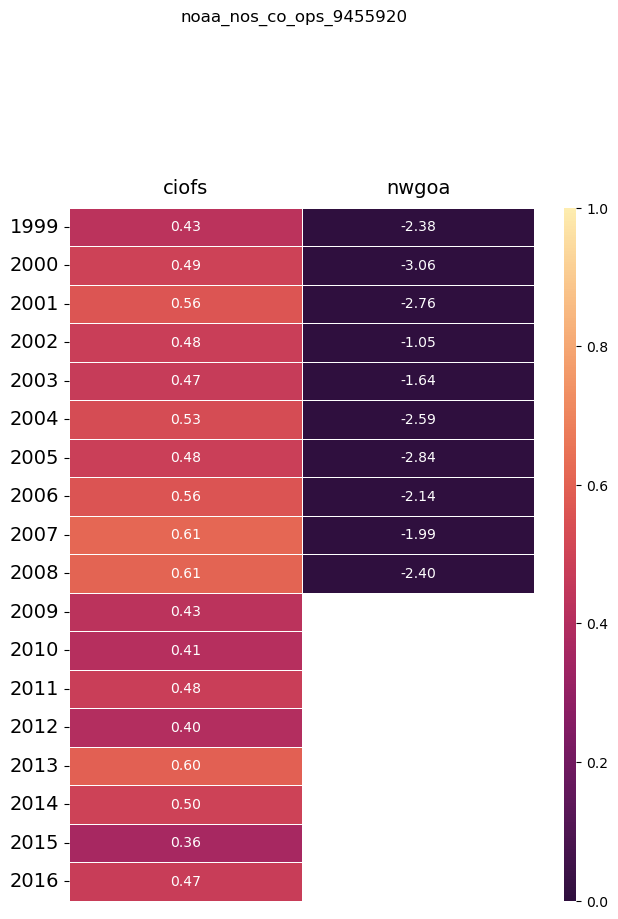 noaa_nos_co_ops_9455920
ciofs nwgoa
1999 0.43 -2.38 1.0
2000 0.49 -3.06
2001 0.56 -2.76
2002 0.48 -1.05 0.8
2003 0.47 -1.64
2004 0.53 -2.59
2005 0.48 -2.84
2006 0.56 -2.14 0.6
2007 0.61 -1.99
2008 0.61 -2.40
2009 0.43 0.4
2010 0.41
2011 0.48
2012 0.40
2013 0.60 0.2
2014 0.50
2015 0.36
2016 0.47 0.0